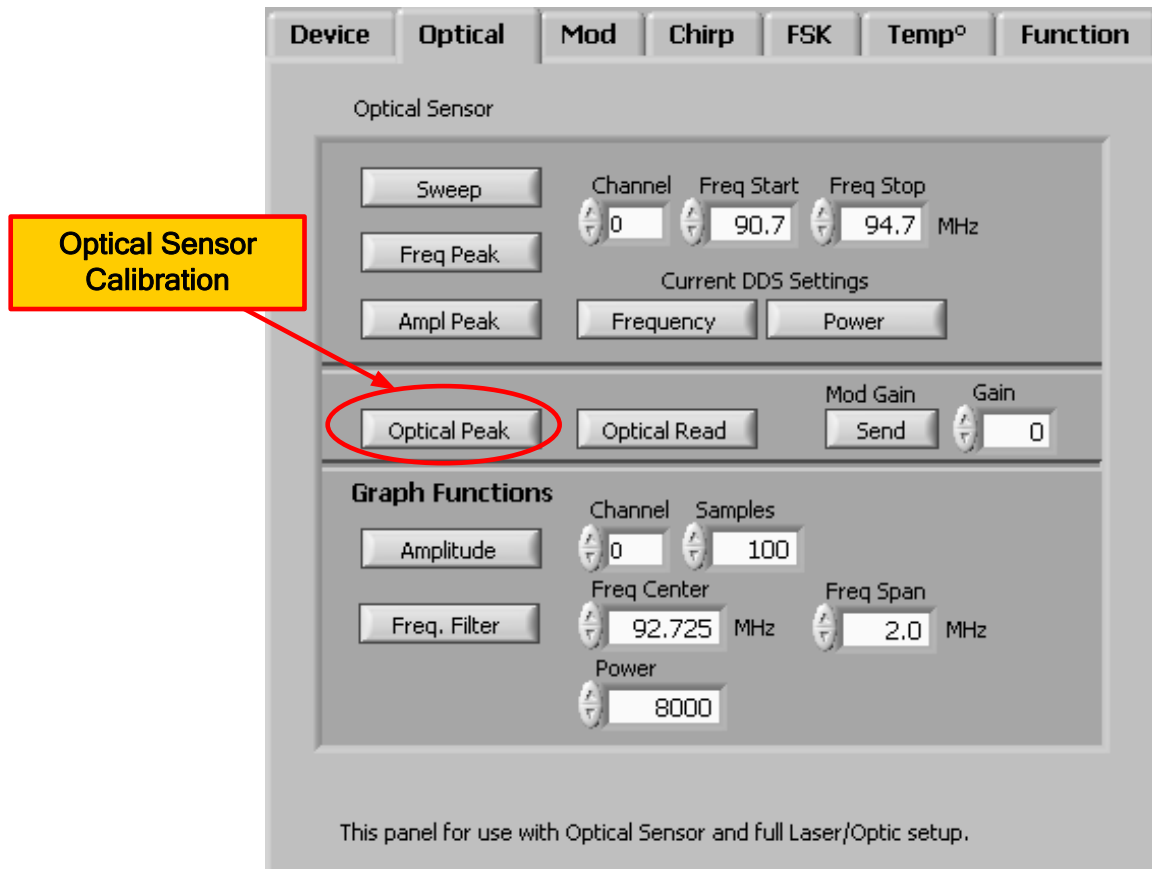 Device Optical Mod Chirp FSK Temp° Function
Optical Sensor
Sweep
Channel Freq Start Freq Stop
0 90.7 94.7 MHz
Optical Sensor
Calibration
Freq Peak
Current DDS Settings
Ampl Peak Frequency Power
Mod Gain Gain
Optical Peak Optical Read Send 0
Graph Functions
Channel Samples
Amplitude 0 100
Freq Center Freq Span
Freq. Filter 92.725 MHz 2.0 MHz
Power
8000
This panel for use with Optical Sensor and full Laser/Optic setup.